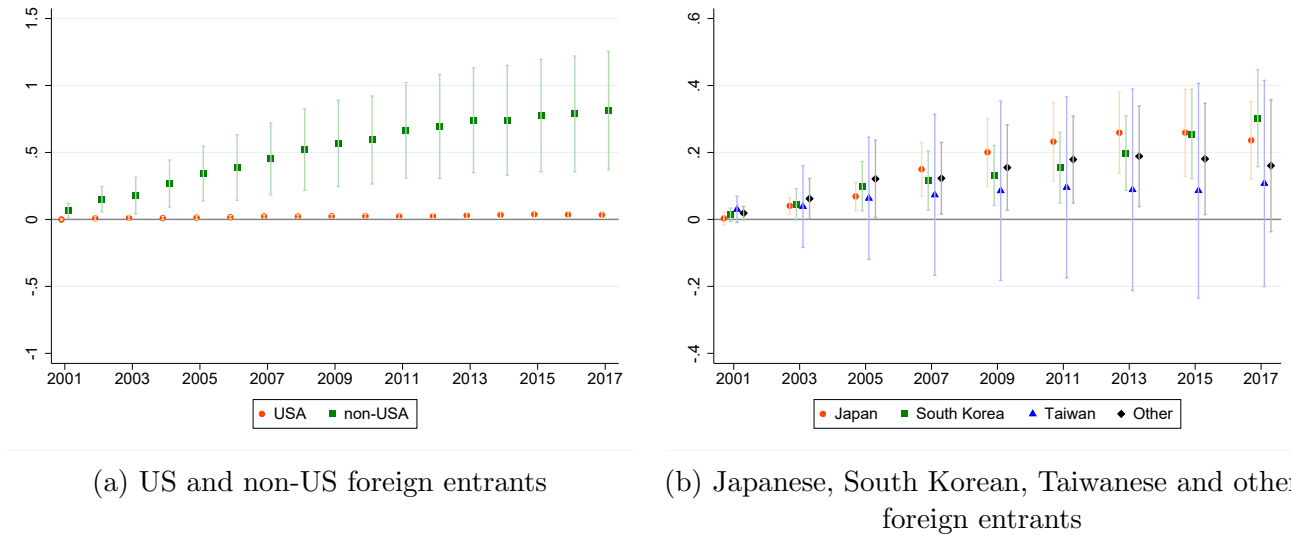 1.5
1
.5
0
-.5
-1
2001 2003 2005 2007 2009 2011 2013 2015 2017
USA non-USA
(a) US and non-US foreign entrants
.6
.4
.2
0
-.2
-.4
2001 2003 2005 2007 2009 2011 2013 2015 2017
Japan South Korea Taiwan Other
(b) Japanese, South Korean, Taiwanese and other
foreign entrants